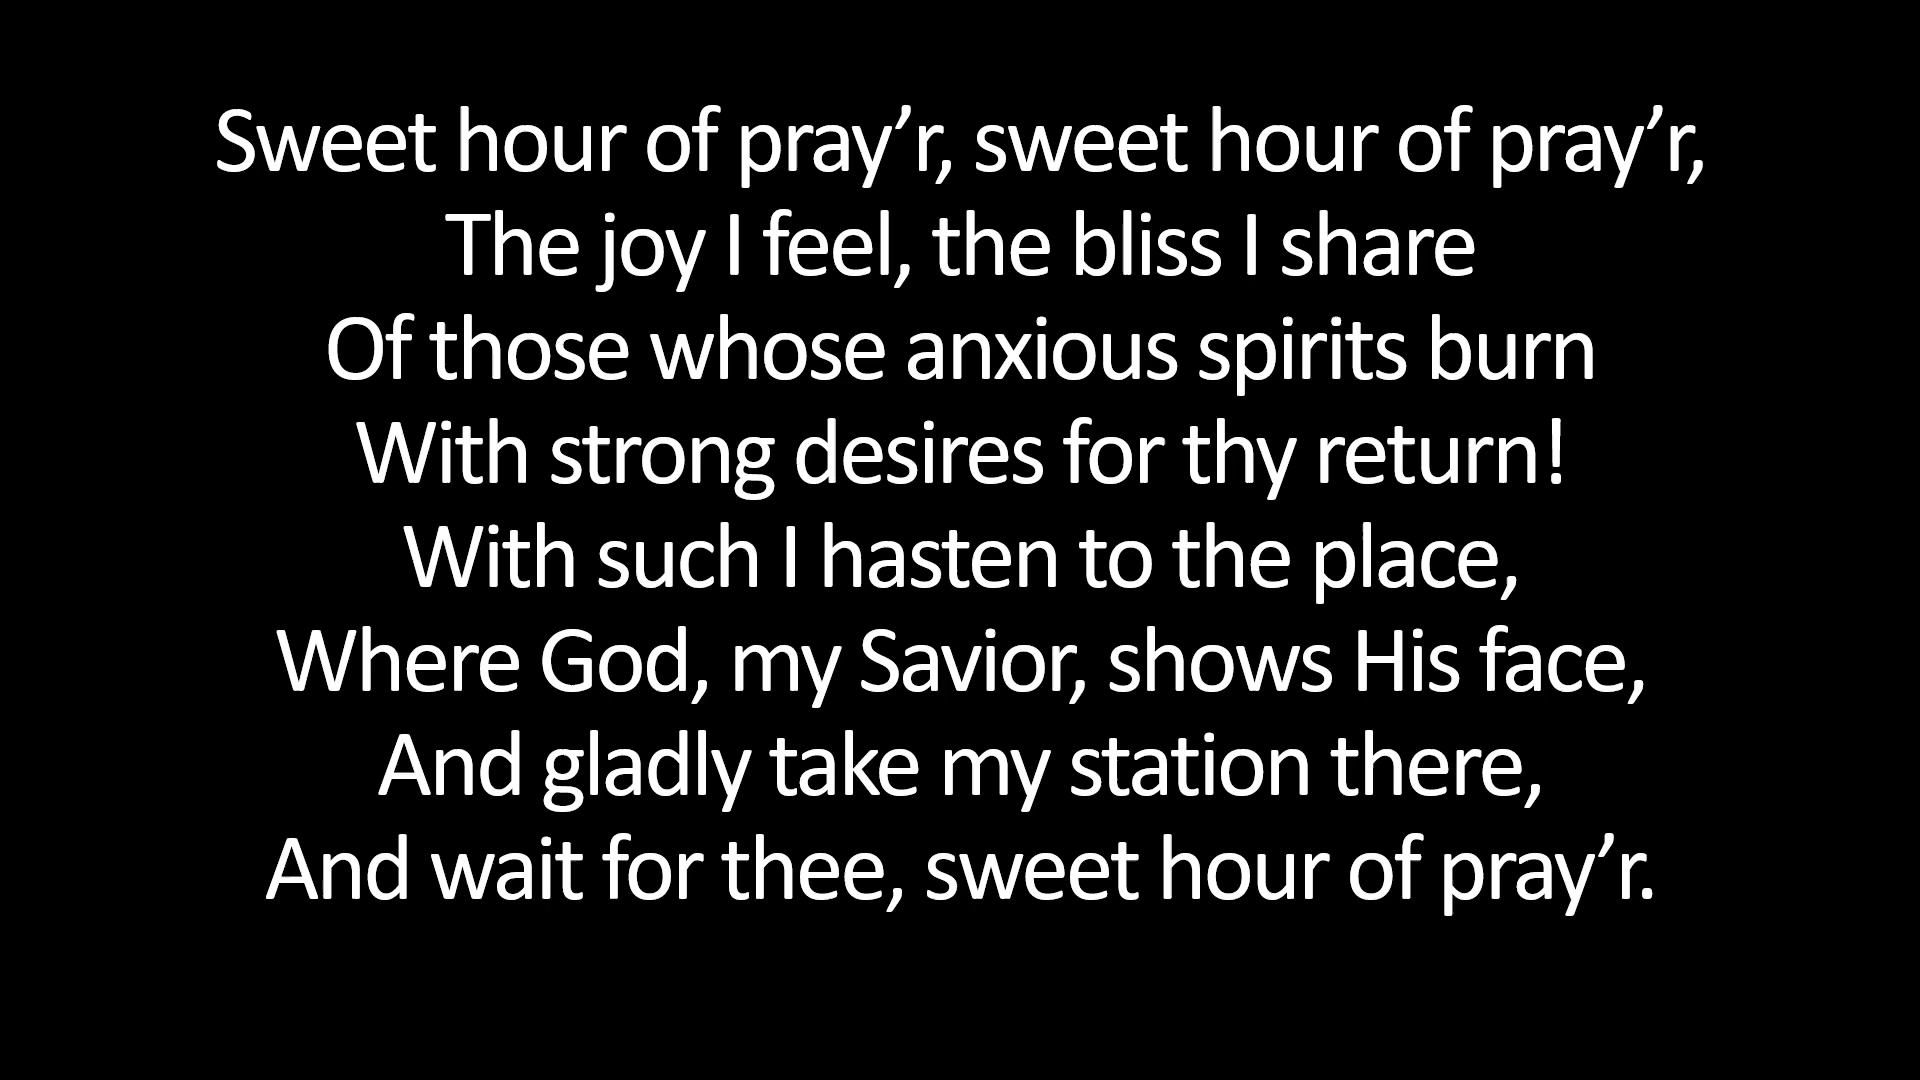 Sweet hour of pray’r, sweet hour of pray’r,
The joy I feel, the bliss I share
Of those whose anxious spirits burn
With strong desires for thy return!
With such I hasten to the place,
Where God, my Savior, shows His face,
And gladly take my station there,
And wait for thee, sweet hour of pray’r.